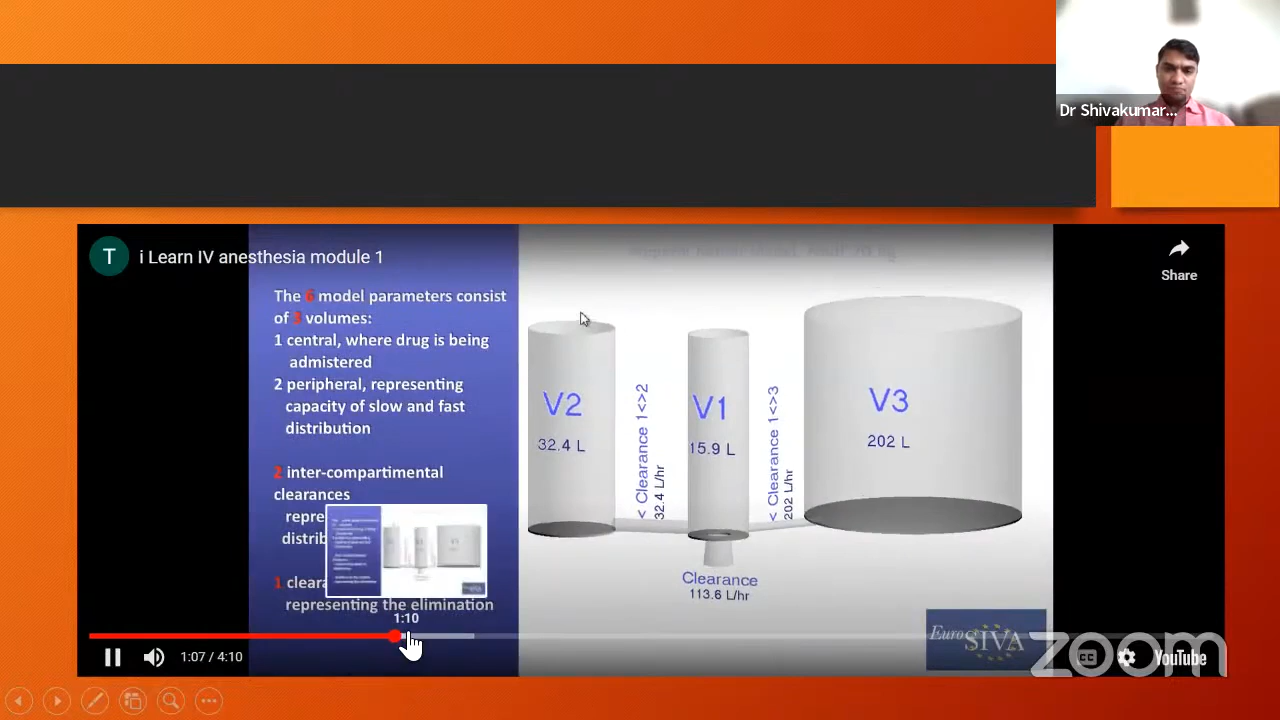 Dr Shivakumar...
T
i Learn IV anesthesia module 1
Share
The 6 model parameters consist
of 3 volumes:
1 central, where drug is being
admistered
2 peripheral, representing
capacity of slow and fast
distribution
2 inter-compartimental
clearances
repre
distrib
1 cleara
representing the elimination
V2
32.4 L
< Clearance 1<>2
32.4 L/hr
V1
15.9 L
< Clearance 1<>3
202 L/hr
V3
202 L
Clearance
113.6 L/hr
1:10
Euro SIVA
zoom
1:07 / 4:10
CC
YouTube